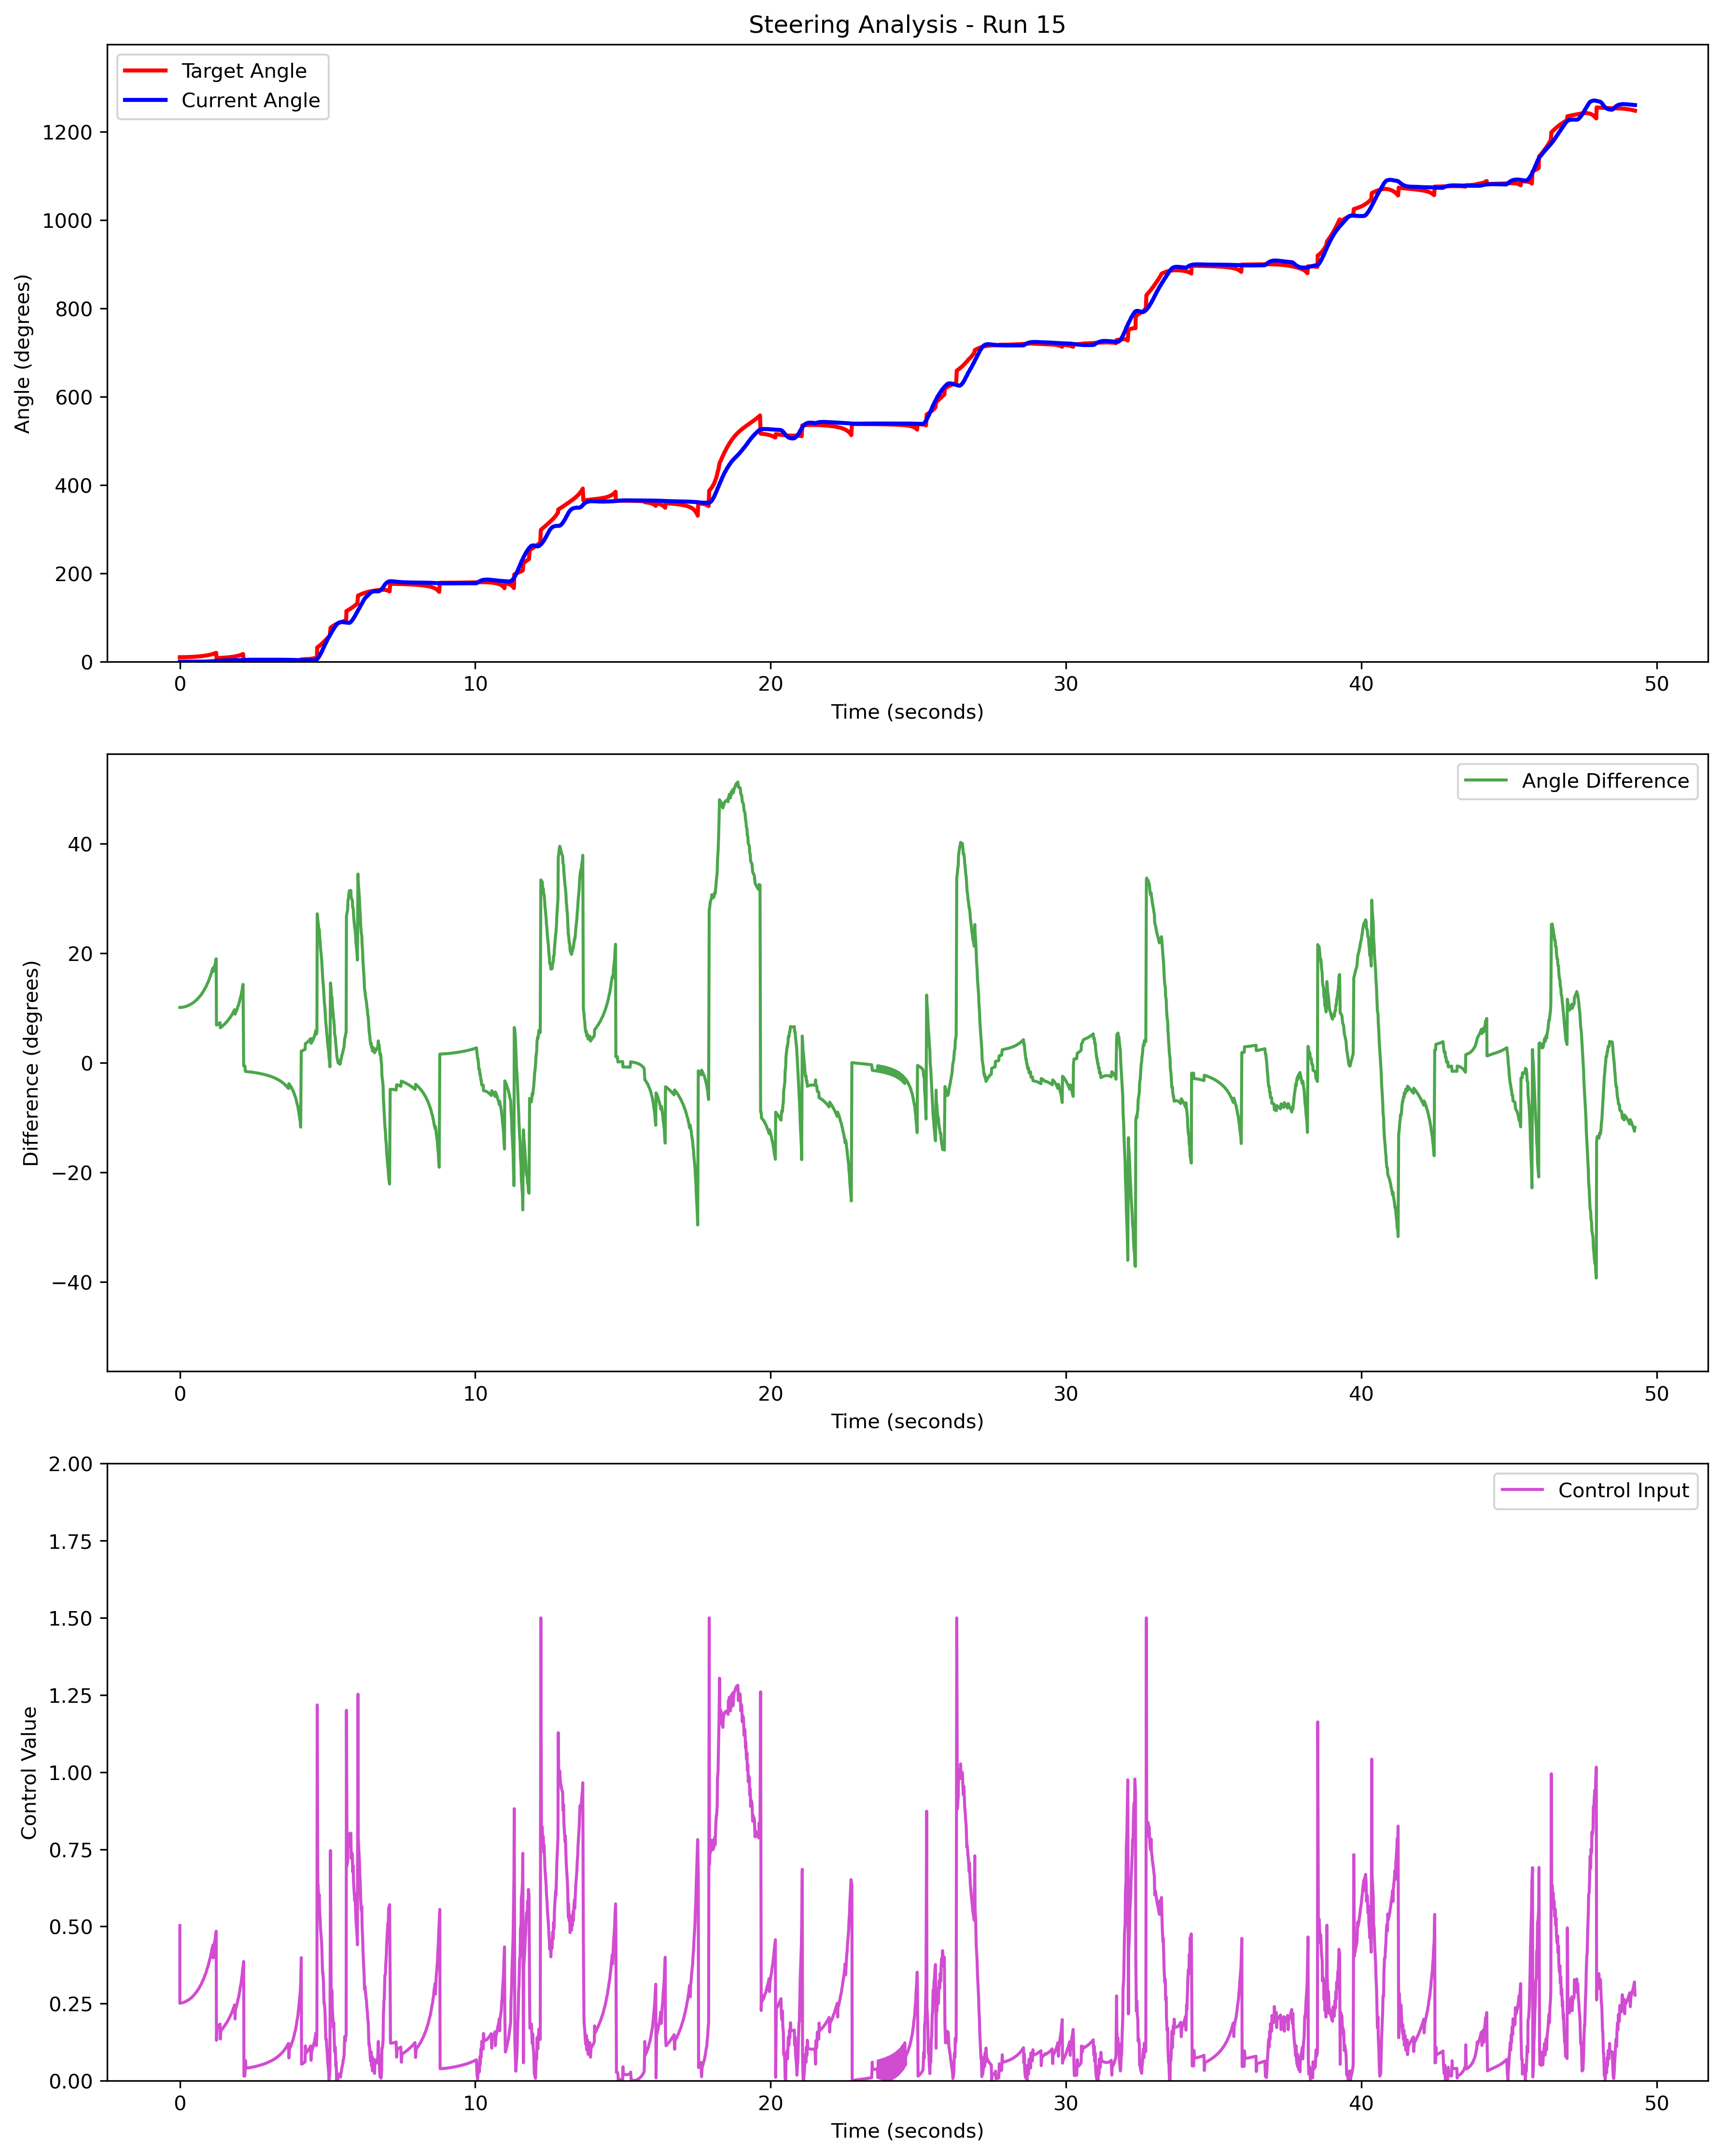 Steering Analysis - Run 15
Target Angle
Current Angle
Angle (degrees)
1200
1000
800
600
400
200
0
0 10 20 30 40 50
Time (seconds)
Angle Difference
Difference (degrees)
40
20
0
−20
−40
0 10 20 30 40 50
Time (seconds)
Control Input
Control Value
2.00
1.75
1.50
1.25
1.00
0.75
0.50
0.25
0.00
0 10 20 30 40 50
Time (seconds)